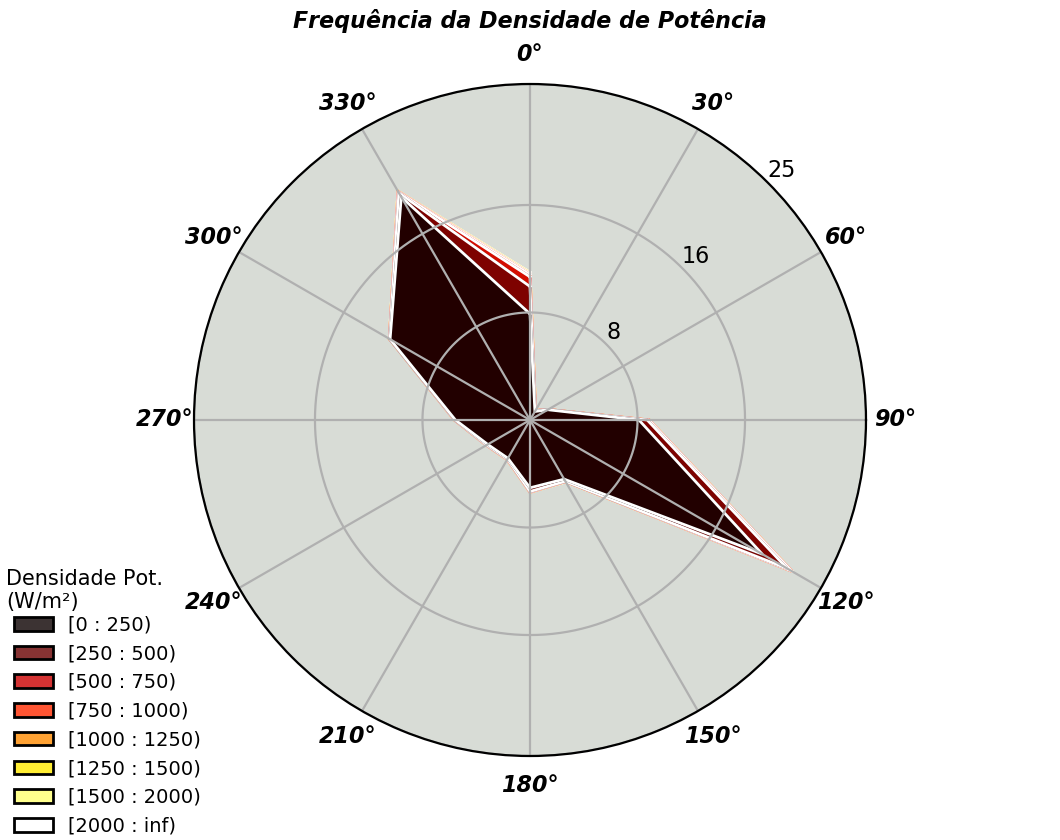 Frequência da Densidade de Potência
0°
330°
30°
25
300°
60°
16
8
270°
90°
240°
120°
210°
150°
180°
Densidade Pot.
(W/m²)
[0 : 250)
[250 : 500)
[500 : 750)
[750 : 1000)
[1000 : 1250)
[1250 : 1500)
[1500 : 2000)
[2000 : inf)